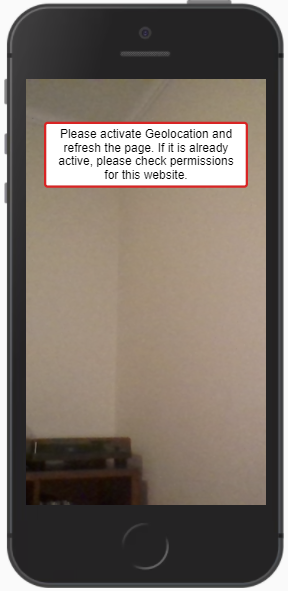 Please activate Geolocation and
refresh the page. If it is already
active, please check permissions
for this website.